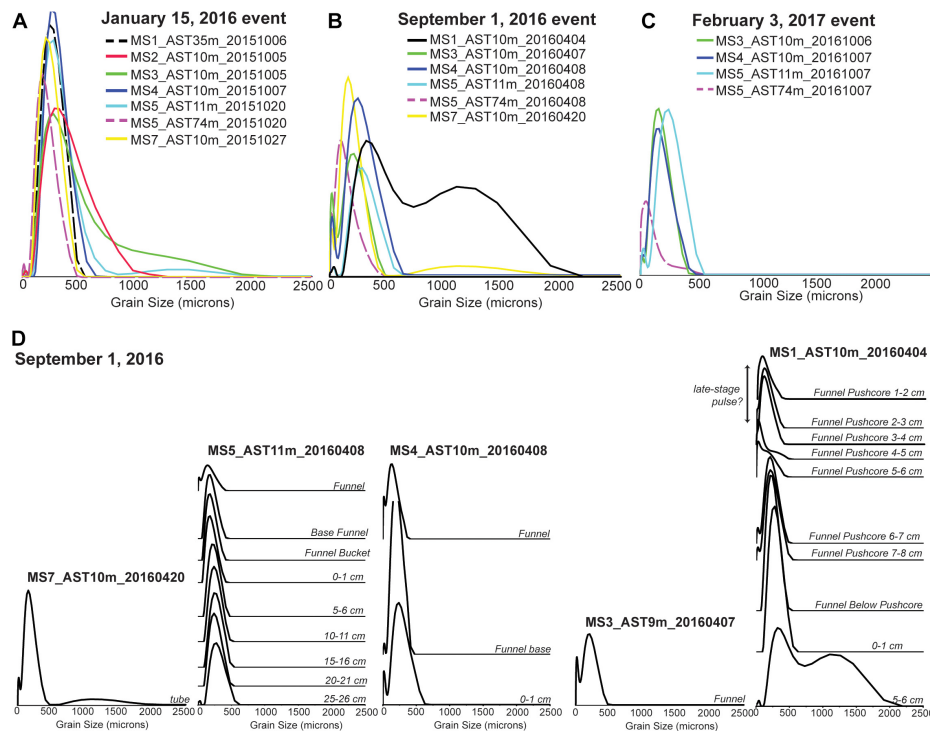 A
January 15, 2016 event
MS1_AST35m_20151006
MS2_AST10m_20151005
MS3_AST10m_20151005
MS4_AST10m_20151007
MS5_AST11m_20151020
MS5_AST74m_20151020
MS7_AST10m_20151027
0 500 1000 1500 2000 2500
Grain Size (microns)
B
September 1, 2016 event
MS1_AST10m_20160404
MS3_AST10m_20160407
MS4_AST10m_20160408
MS5_AST11m_20160408
MS5_AST74m_20160408
MS7_AST10m_20160420
0 500 1000 1500 2000 2500
Grain Size (microns)
C
February 3, 2017 event
MS3_AST10m_20161006
MS4_AST10m_20161007
MS5_AST11m_20161007
MS5_AST74m_20161007
0 500 1000 1500 2000
Grain Size (microns)
D
September 1, 2016
MS7_AST10m_20160420
tube
0 500 1000 1500 2000 2500
Grain Size (microns)
MS5_AST11m_20160408
Funnel
Base Funnel
Funnel Bucket
0-1 cm
5-6 cm
10-11 cm
15-16 cm
20-21 cm
25-26 cm
0 500 1000 1500 2000 2500
Grain Size (microns)
MS4_AST10m_20160408
Funnel
Funnel base
0-1 cm
0 500 1000 1500 2000 2500
Grain Size (microns)
MS3_AST9m_20160407
Funnel
0 500 1000 1500 2000 2500
Grain Size (microns)
MS1_AST10m_20160404
late-stage
pulse?
Funnel Pushcore 1-2 cm
Funnel Pushcore 2-3 cm
Funnel Pushcore 3-4 cm
Funnel Pushcore 4-5 cm
Funnel Pushcore 5-6 cm
Funnel Pushcore 6-7 cm
Funnel Pushcore 7-8 cm
Funnel Below Pushcore
0-1 cm
5-6 cm
0 500 1000 1500 2000 2500
Grain Size (microns)